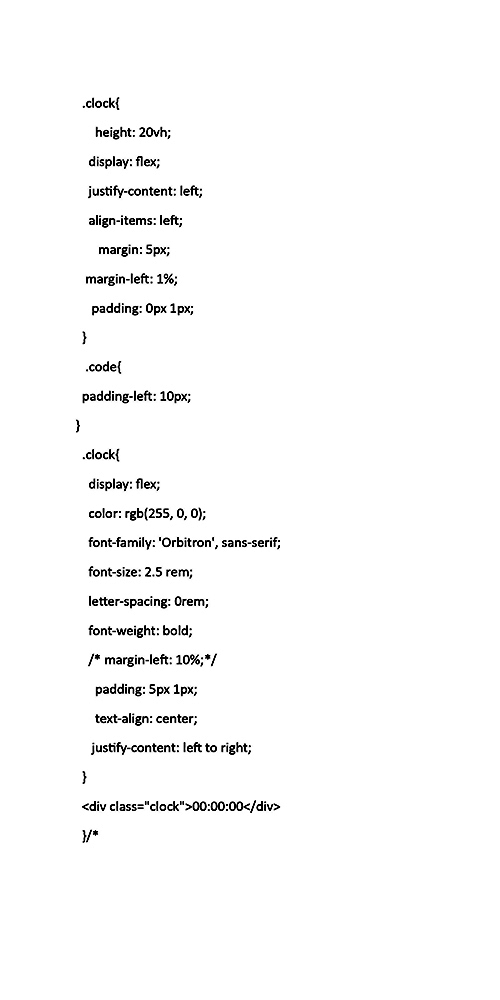 .clock{
height: 20vh;
display: flex;
justify-content: left;
align-items: left;
margin: 5px;
margin-left: 1%;
padding: 0px 1px;
}
.code{
padding-left: 10px;
}
.clock{
display: flex;
color: rgb(255, 0, 0);
font-family: 'Orbitron', sans-serif;
font-size: 2.5 rem;
letter-spacing: 0rem;
font-weight: bold;
/* margin-left: 10%;*/
padding: 5px 1px;
text-align: center;
justify-content: left to right;
}
<div class="clock">00:00:00</div>
}/*